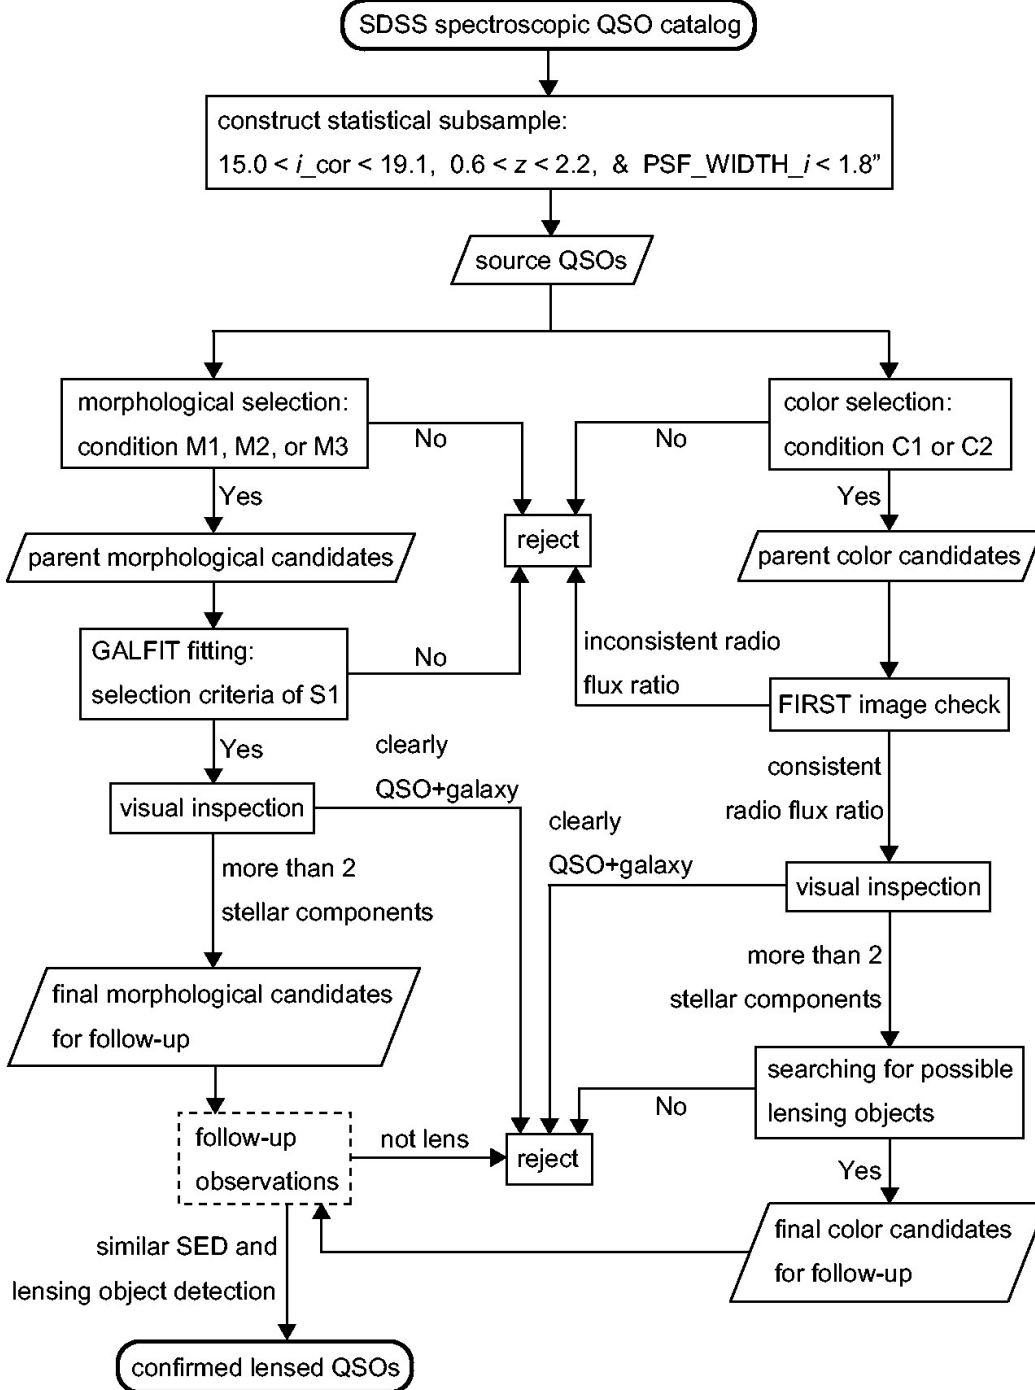 SDSS spectroscopic QSO catalog
construct statistical subsample:
15.0 < i_cor < 19.1, 0.6 < z < 2.2, & PSF_WIDTH_i < 1.8”
source QSOs
morphological selection:
condition M1, M2, or M3
No
Yes
parent morphological candidates
GALFIT fitting:
selection criteria of S1
No
Yes
visual inspection
clearly
QSO+galaxy
more than 2
stellar components
final morphological candidates
for follow-up
follow-up
observations
not lens
similar SED and
lensing object detection
confirmed lensed QSOs
reject
color selection:
condition C1 or C2
No
Yes
parent color candidates
FIRST image check
inconsistent radio
flux ratio
consistent
radio flux ratio
visual inspection
clearly
QSO+galaxy
more than 2
stellar components
searching for possible
lensing objects
No
Yes
reject
final color candidates
for follow-up